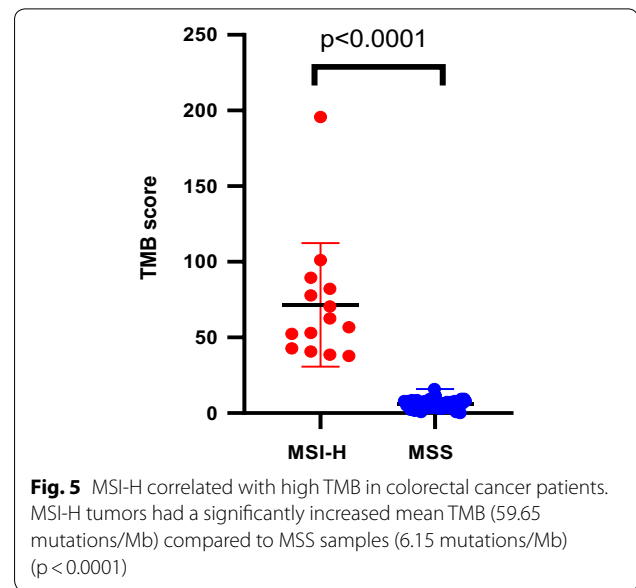 250
p<0.0001
200
150
TMB score
100
50
0
MSI-H MSS
Fig. 5 MSI-H correlated with high TMB in colorectal cancer patients.
MSI-H tumors had a significantly increased mean TMB (59.65
mutations/Mb) compared to MSS samples (6.15 mutations/Mb)
(p < 0.0001)